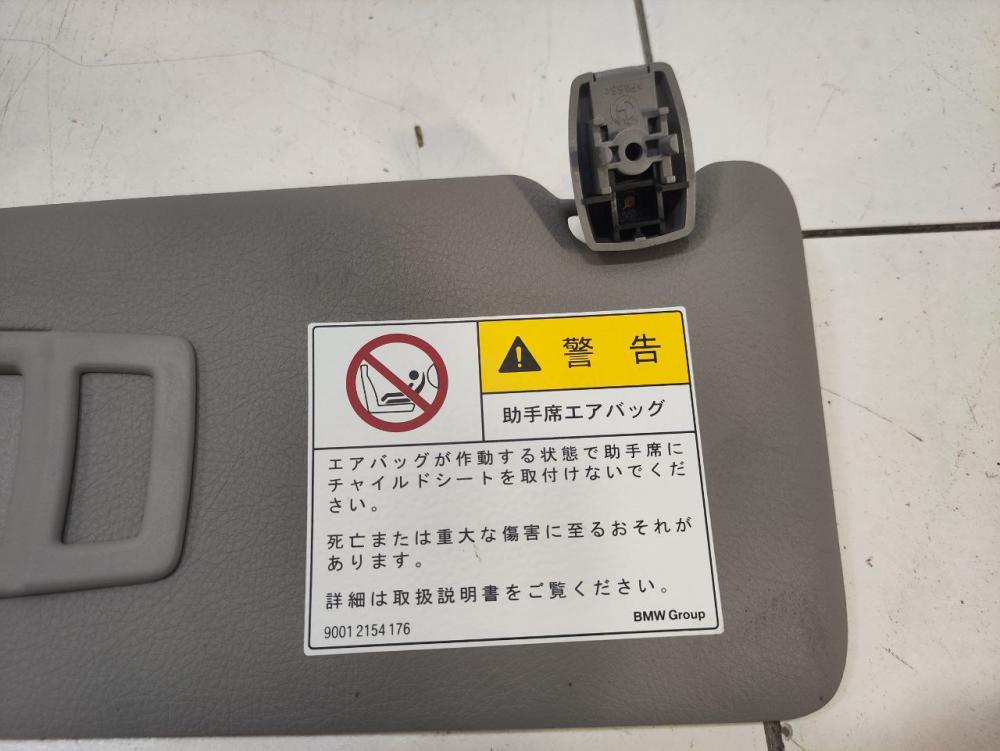 >PA66<
警 告
助手席エアバッグ
エアバッグが作動する状態で助手席に
チャイルドシートを取付けないでくだ
さい。
死亡または重大な傷害に至るおそれが
あります。
詳細は取扱説明書をご覧ください。
9001 2154 176
BMW Group